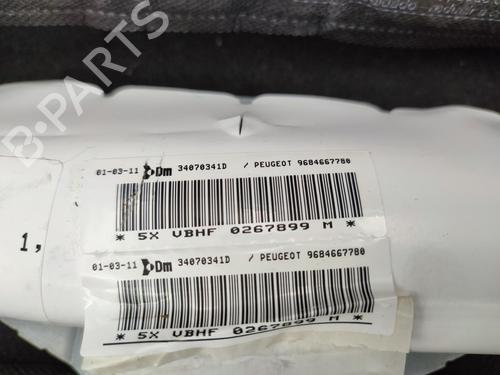 B-PARTS
01-03-11 Dm 34070341D / PEUGEOT 9684667780
* 5X VBHF 0267899 M *
1,
01-03-11 Dm 34070341D / PEUGEOT 9684667780
* 5X VBHF 0267899 M *